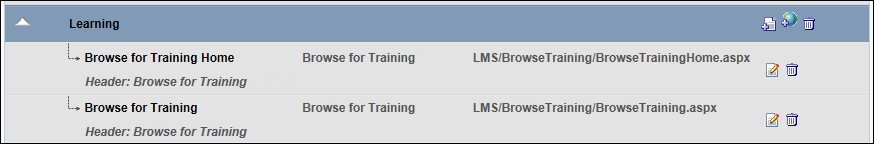 Learning
Browse for Training Home Browse for Training LMS/BrowseTraining/BrowseTrainingHome.aspx
Header: Browse for Training
Browse for Training Browse for Training LMS/BrowseTraining/BrowseTraining.aspx
Header: Browse for Training